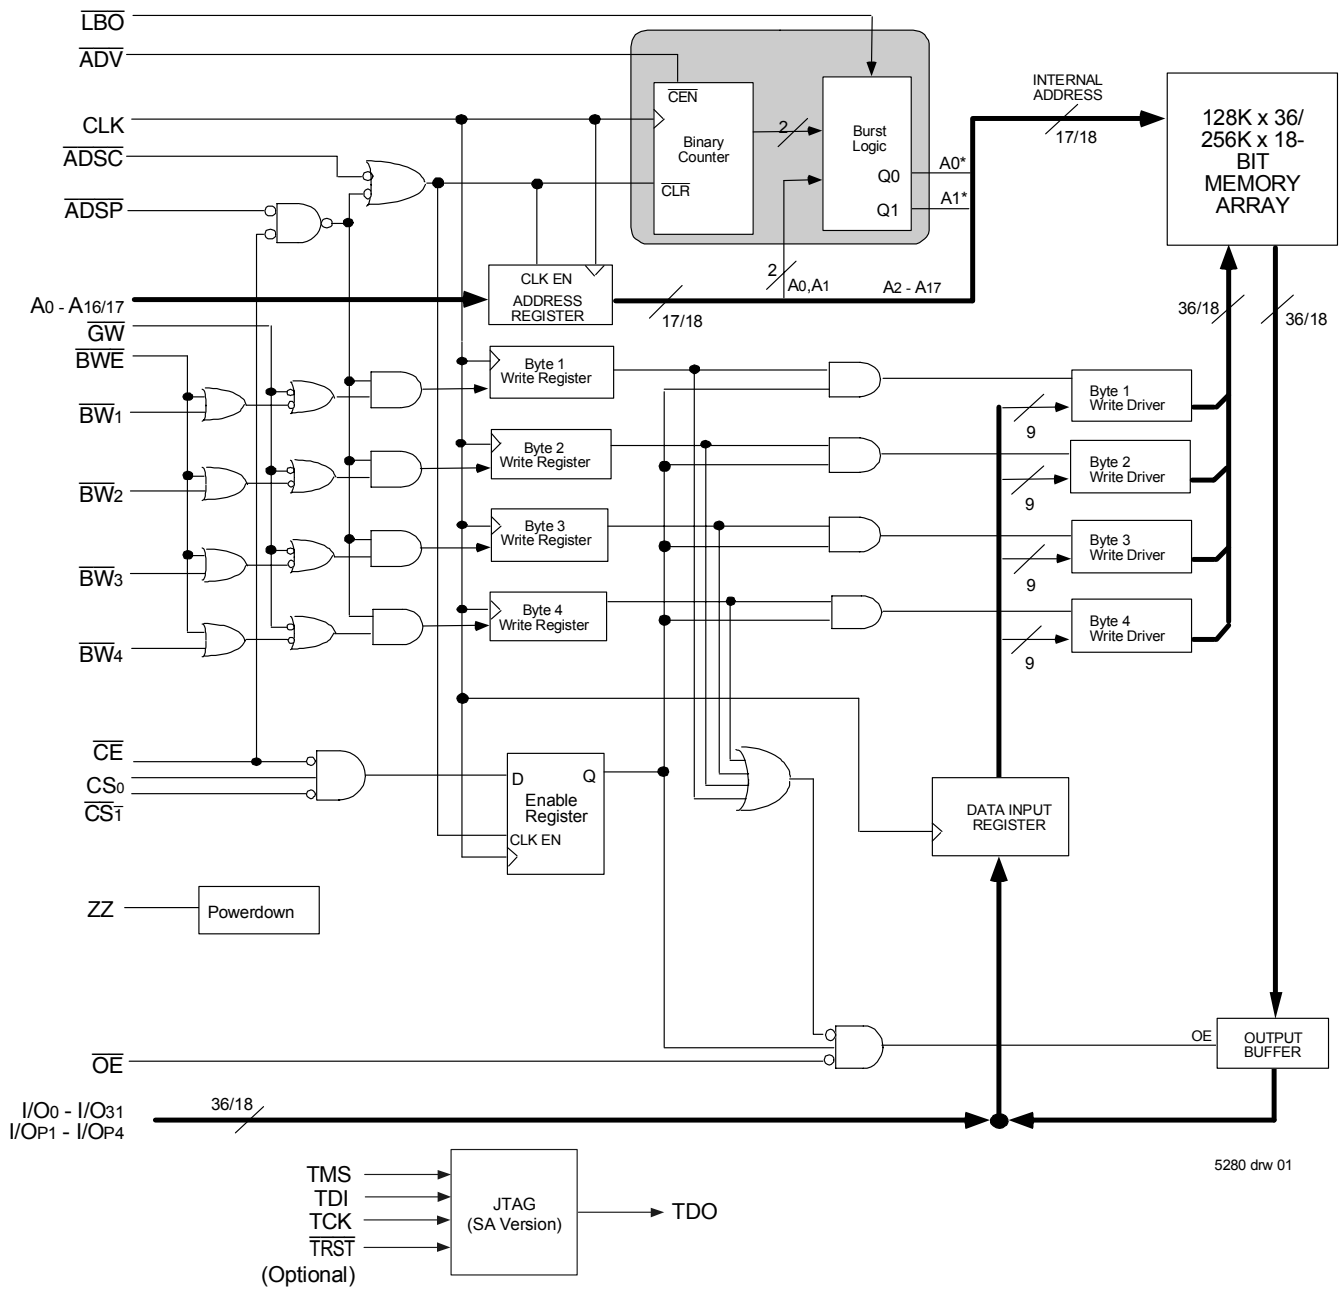 LBO
ADV
CLK
ADSC
ADSP
A0 - A16/17
GW
BWE
BW1
BW2
BW3
BW4
CE
CS0
CS1
ZZ
Powerdown
OE
I/O0 - I/O31
I/OP1 - I/OP4
36/18
CEN
Binary
Counter
CLR
2
Burst
Logic
Q0
Q1
A0*
A1*
INTERNAL
ADDRESS
17/18
128K x 36/
256K x 18-
BIT
MEMORY
ARRAY
CLK EN
ADDRESS
REGISTER
17/18
2
A0,A1
A2 - A17
36/18
36/18
Byte 1
Write Register
Byte 2
Write Register
Byte 3
Write Register
Byte 4
Write Register
Byte 1
Write Driver
9
Byte 2
Write Driver
9
Byte 3
Write Driver
9
Byte 4
Write Driver
9
D
Q
Enable
Register
CLK EN
DATA INPUT
REGISTER
OE
OUTPUT
BUFFER
5280 drw 01
TMS
TDI
TCK
TRST
(Optional)
JTAG
(SA Version)
TDO